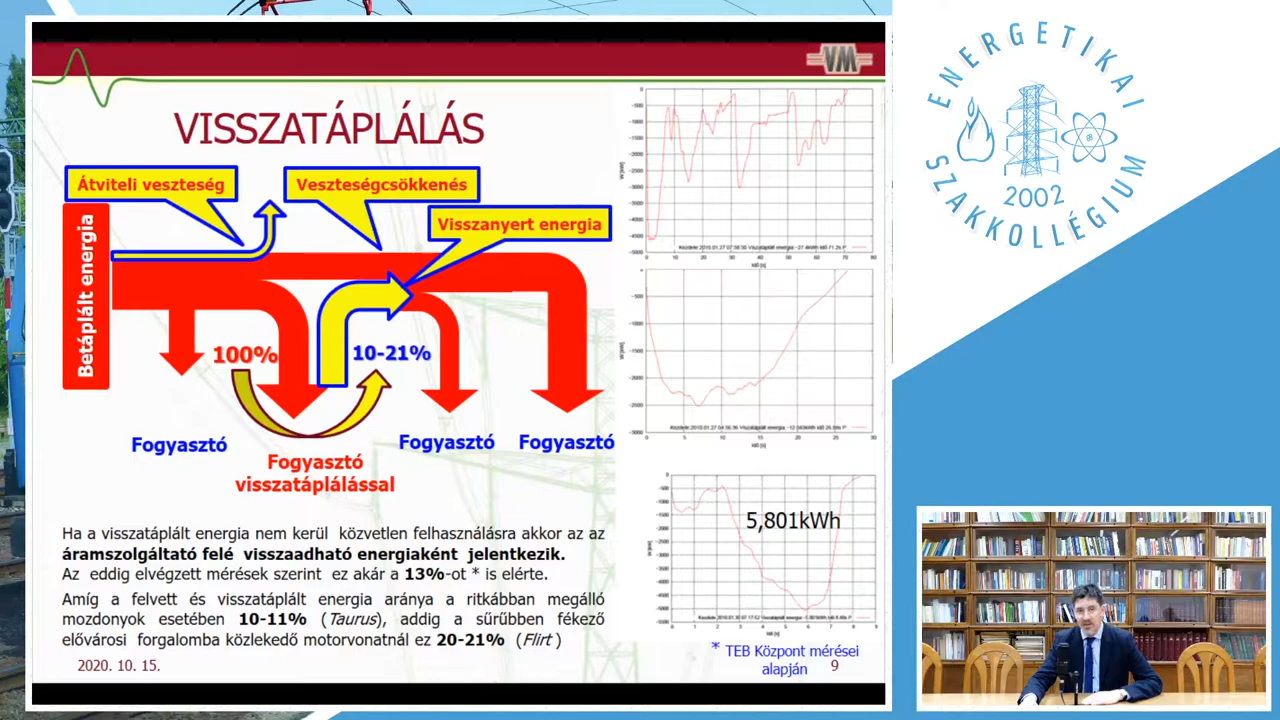 VM
VISSZATÁPLÁLÁS
Átviteli veszteség
Veszteségcsökkenés
Visszanyert energia
Betáplált energia
100%
10-21%
Fogyasztó
Fogyasztó
Fogyasztó
Fogyasztó
visszatáplálással
Ha a visszatáplált energia nem kerül közvetlen felhasználásra akkor az az
áramszolgáltató felé visszaadható energiaként jelentkezik.
Az eddig elvégzett mérések szerint ez akár a 13%-ot * is elérte.
Amíg a felvett és visszatáplált energia aránya a ritkábban megálló
mozdonyok esetében 10-11% (Taurus), addig a sűrűbben fékező
elővárosi forgalomba közlekedő motorvonatnál ez 20-21% (Flirt )
2020. 10. 15.
5,801kWh
* TEB Központ mérései
alapján
9
ENERGETIKAI
SZAKKOLLÉGIUM
2002